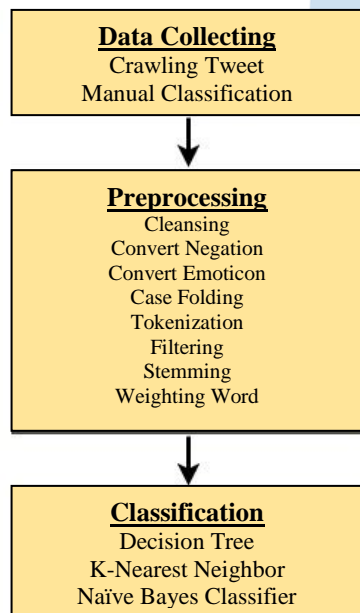 Data Collecting
Crawling Tweet
Manual Classification
Preprocessing
Cleansing
Convert Negation
Convert Emoticon
Case Folding
Tokenization
Filtering
Stemming
Weighting Word
Classification
Decision Tree
K-Nearest Neighbor
Naïve Bayes Classifier